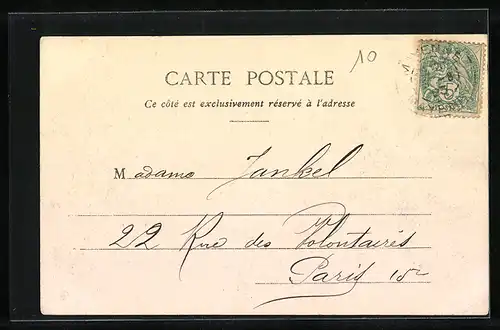 10
CARTE POSTALE
Ce côté est exclusivement réservé à l'adresse
Madame Jankel
22 Rue des Volontaires
Paris 15e